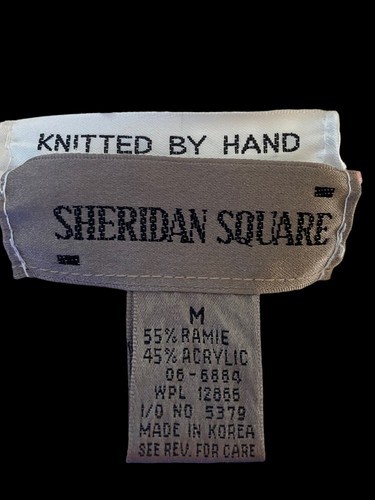 KNITTED BY HAND
SHERIDAN SQUARE
M
55% RAMIE
45% ACRYLIC
06-6884
WPL 12866
I/O NO 5379
MADE IN KOREA
SEE REV. FOR CARE